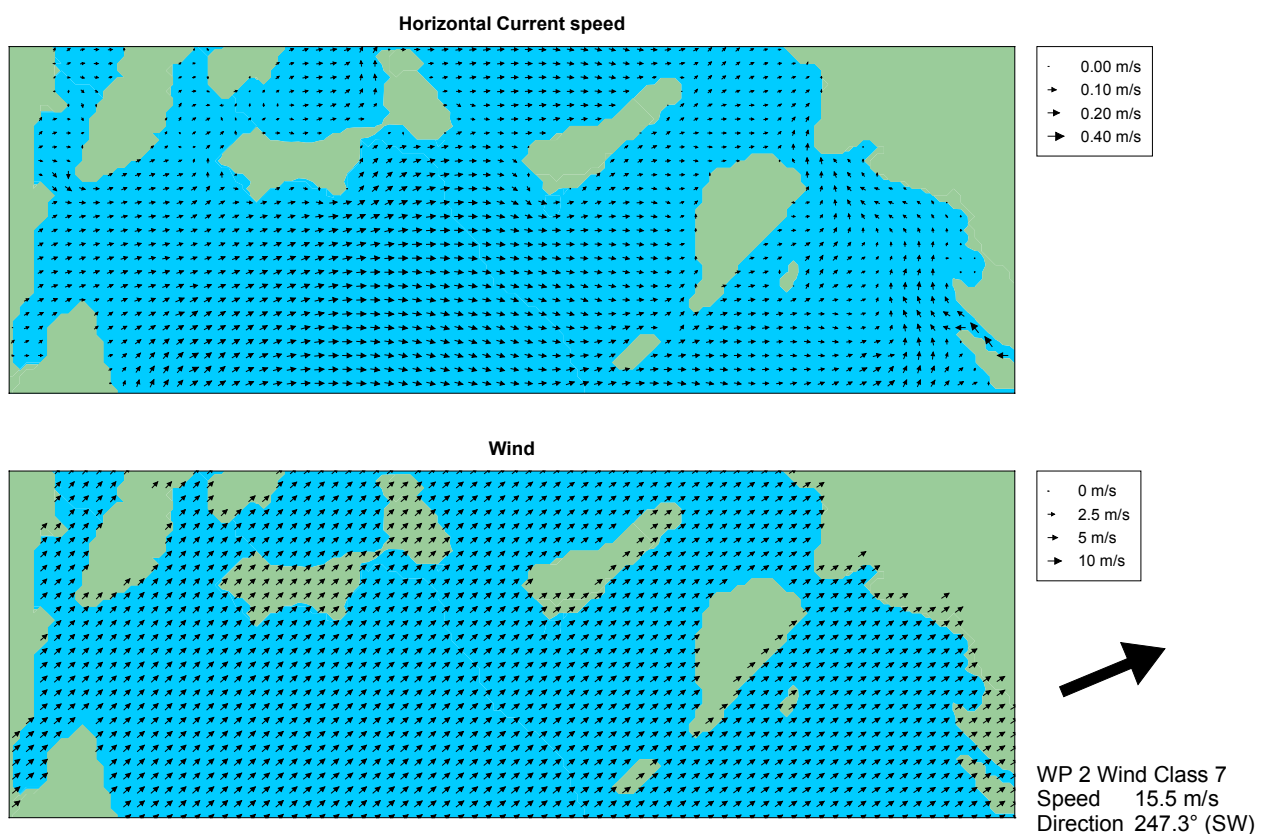 Horizontal Current speed
0.00 m/s
0.10 m/s
0.20 m/s
0.40 m/s
Wind
0 m/s
2.5 m/s
5 m/s
10 m/s
WP 2 Wind Class 7
Speed 15.5 m/s
Direction 247.3° (SW)